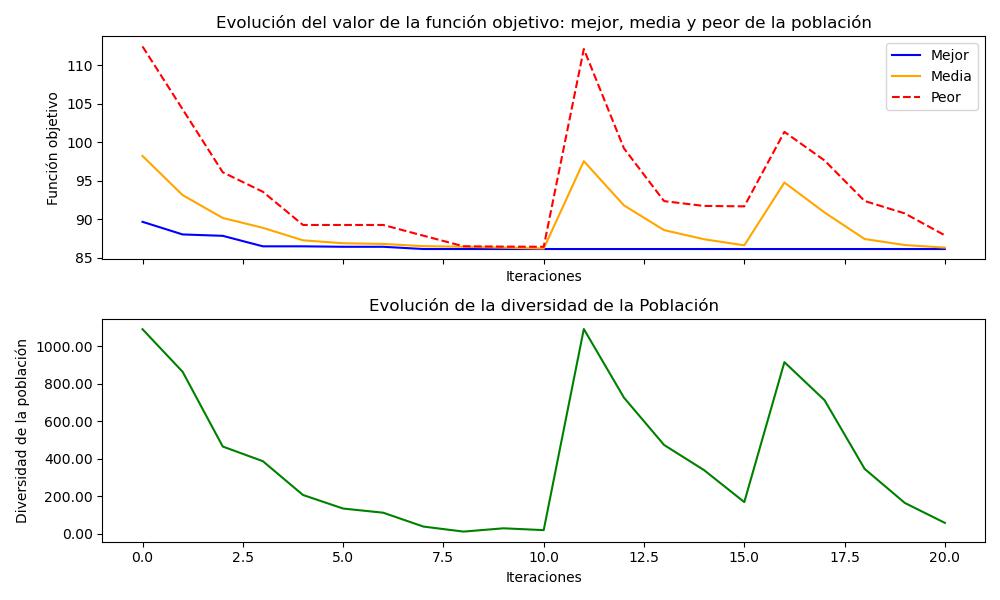 Evolución del valor de la función objetivo: mejor, media y peor de la población
Función objetivo
110
105
100
95
90
85
Mejor
Media
Peor
Iteraciones
Evolución de la diversidad de la Población
Diversidad de la población
1000.00
800.00
600.00
400.00
200.00
0.00
0.0 2.5 5.0 7.5 10.0 12.5 15.0 17.5 20.0
Iteraciones